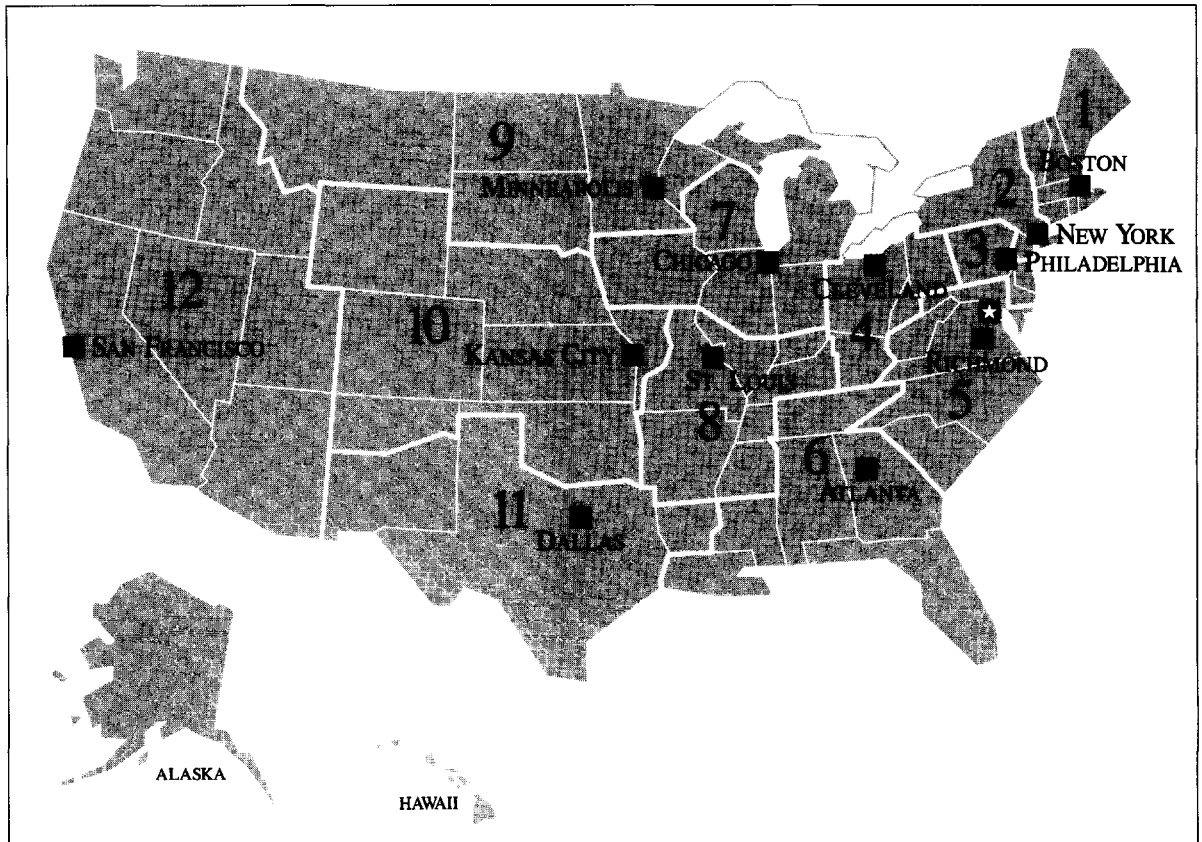 1
9
BOSTON
2
MINNEAPOLIS
7
NEW YORK
3
PHILADELPHIA
CHICAGO
12
CLEVELAND
10
4
SAN FRANCISCO
KANSAS CITY
RICHMOND
ST. LOUIS
5
8
6
ATLANTA
11
DALLAS
ALASKA
HAWAII